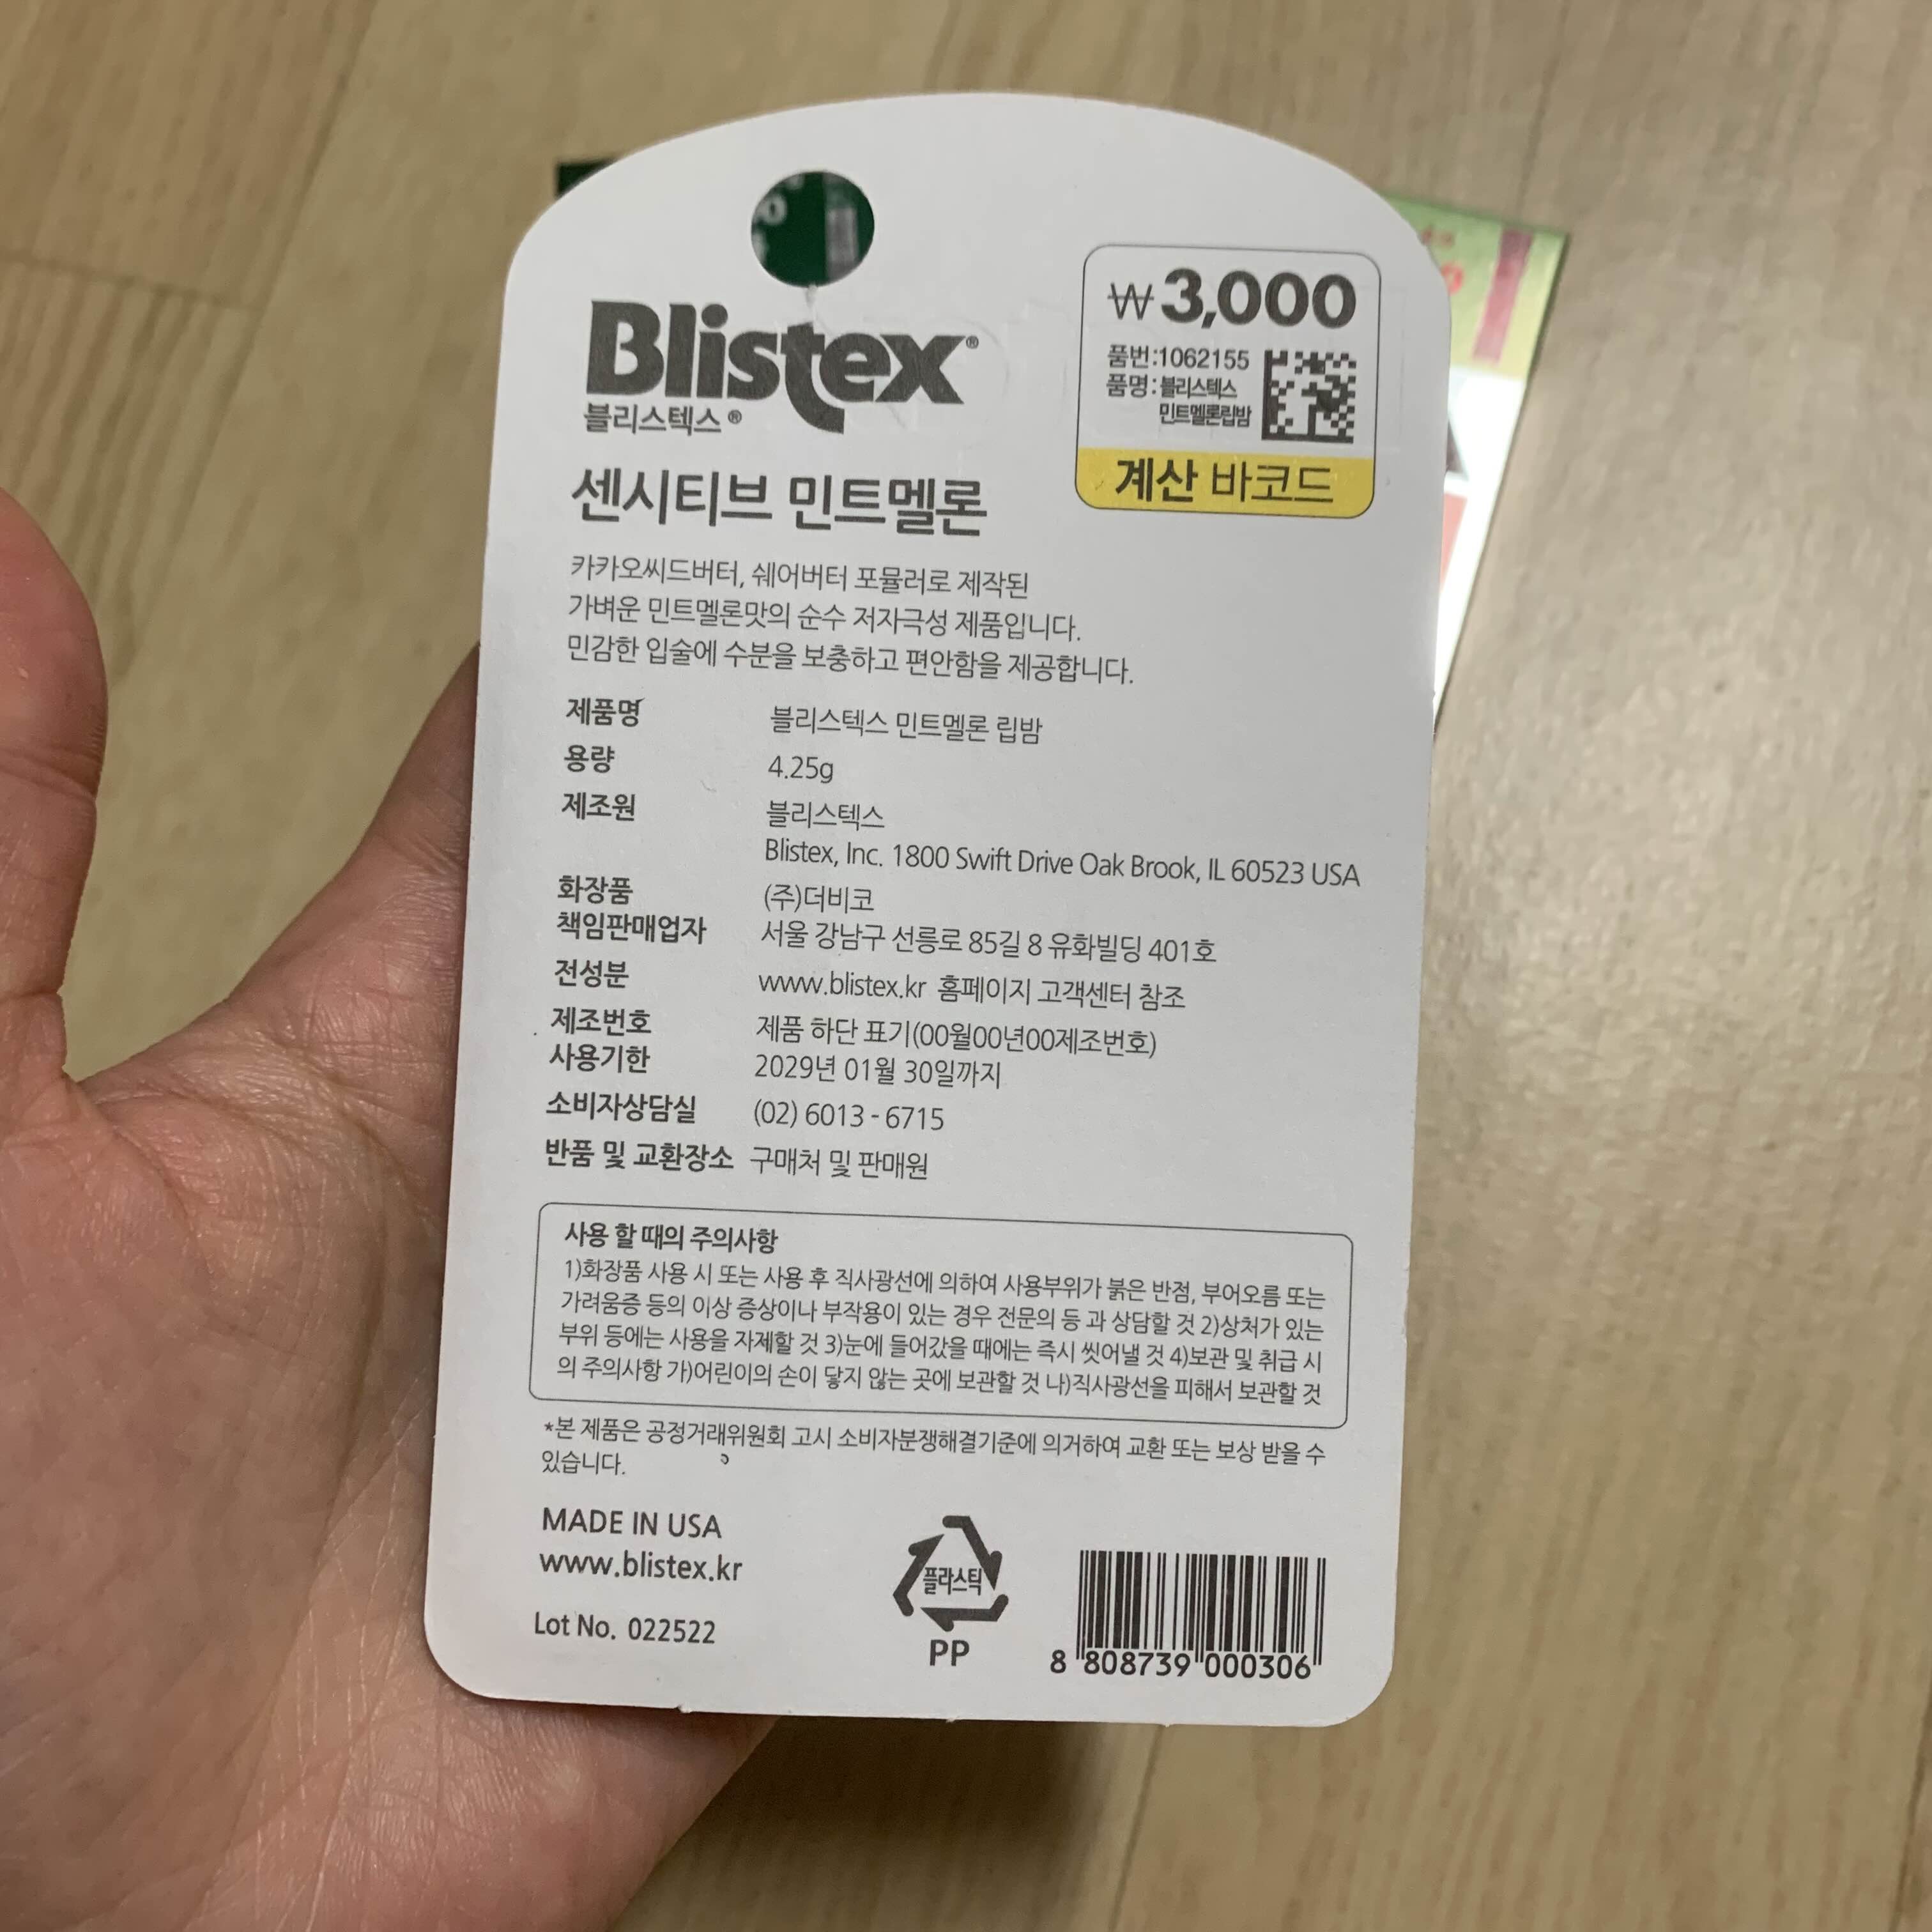 Blistex®
블리스텍스®
₩3,000
품번:1062155
품명:블리스텍스
민트멜론립밤
계산 바코드
센시티브 민트멜론
카카오씨드버터, 쉐어버터 포뮬러로 제작된
가벼운 민트멜론맛의 순수 저자극성 제품입니다.
민감한 입술에 수분을 보충하고 편안함을 제공합니다.
제품명 블리스텍스 민트멜론 립밤
용량 4.25g
제조원 블리스텍스
Blistex, Inc. 1800 Swift Drive Oak Brook, IL 60523 USA
화장품 (주)더비코
책임판매업자 서울 강남구 선릉로 85길 8 유화빌딩 401호
전성분 www.blistex.kr 홈페이지 고객센터 참조
제조번호 제품 하단 표기(00월00년00제조번호)
사용기한 2029년 01월 30일까지
소비자상담실 (02) 6013 - 6715
반품 및 교환장소 구매처 및 판매원
사용 할 때의 주의사항
1)화장품 사용 시 또는 사용 후 직사광선에 의하여 사용부위가 붉은 반점, 부어오름 또는
가려움증 등의 이상 증상이나 부작용이 있는 경우 전문의 등 과 상담할 것 2)상처가 있는
부위 등에는 사용을 자제할 것 3)눈에 들어갔을 때에는 즉시 씻어낼 것 4)보관 및 취급 시
의 주의사항 가)어린이의 손이 닿지 않는 곳에 보관할 것 나)직사광선을 피해서 보관할 것
*본 제품은 공정거래위원회 고시 소비자분쟁해결기준에 의거하여 교환 또는 보상 받을 수
있습니다.
MADE IN USA
www.blistex.kr
Lot No. 022522
플라스틱
PP
8 808739 000306